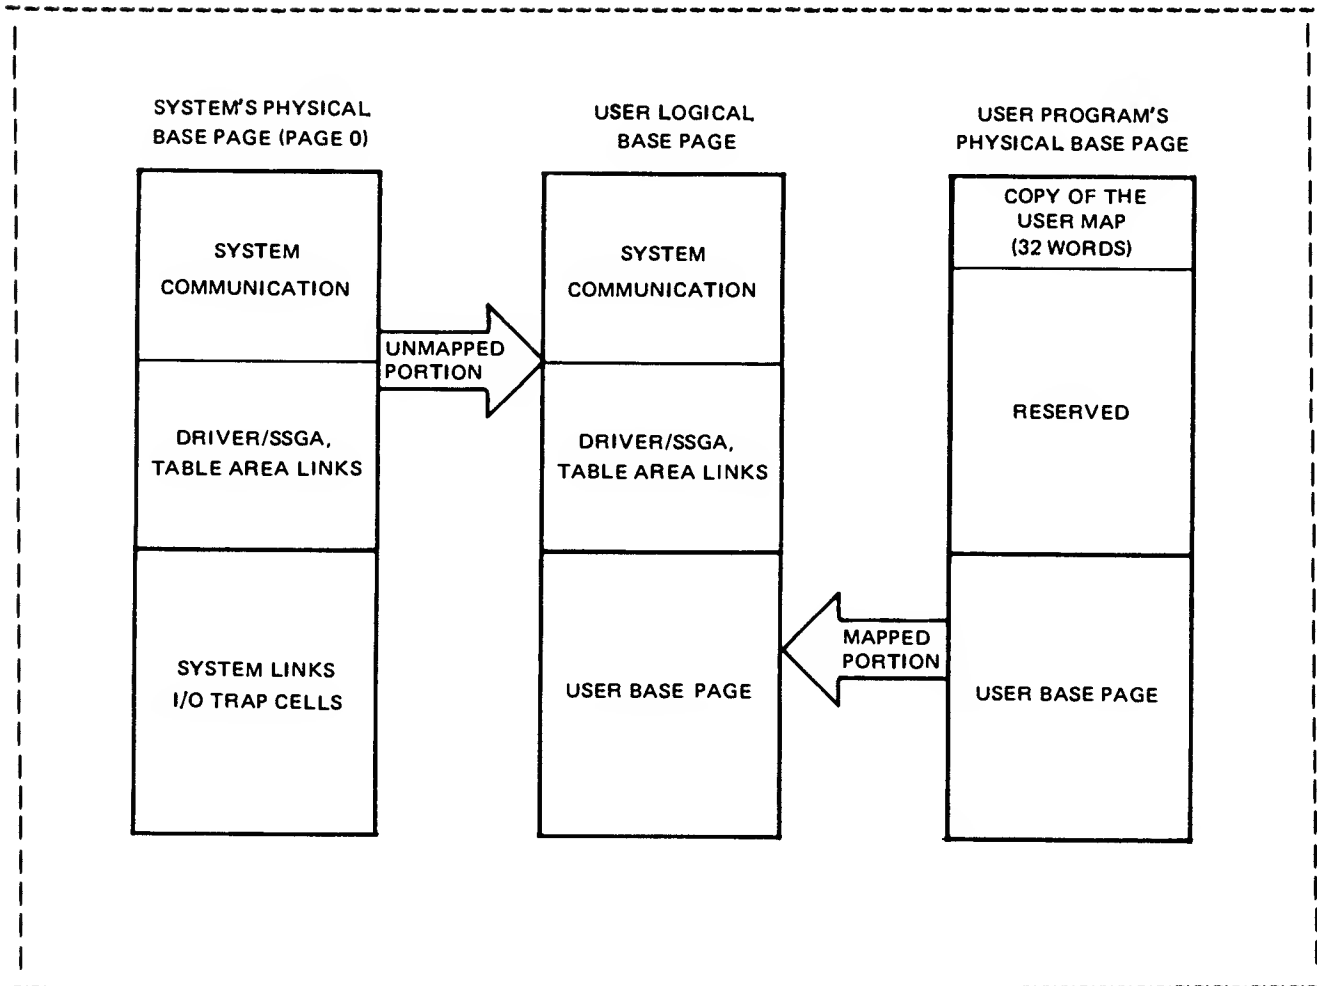 SYSTEM'S PHYSICAL
BASE PAGE (PAGE 0)
SYSTEM
COMMUNICATION
DRIVER/SSGA,
TABLE AREA LINKS
SYSTEM LINKS
I/O TRAP CELLS
UNMAPPED
PORTION
USER LOGICAL
BASE PAGE
SYSTEM
COMMUNICATION
DRIVER/SSGA,
TABLE AREA LINKS
USER BASE PAGE
MAPPED
PORTION
USER PROGRAM'S
PHYSICAL BASE PAGE
COPY OF THE
USER MAP
(32 WORDS)
RESERVED
USER BASE PAGE